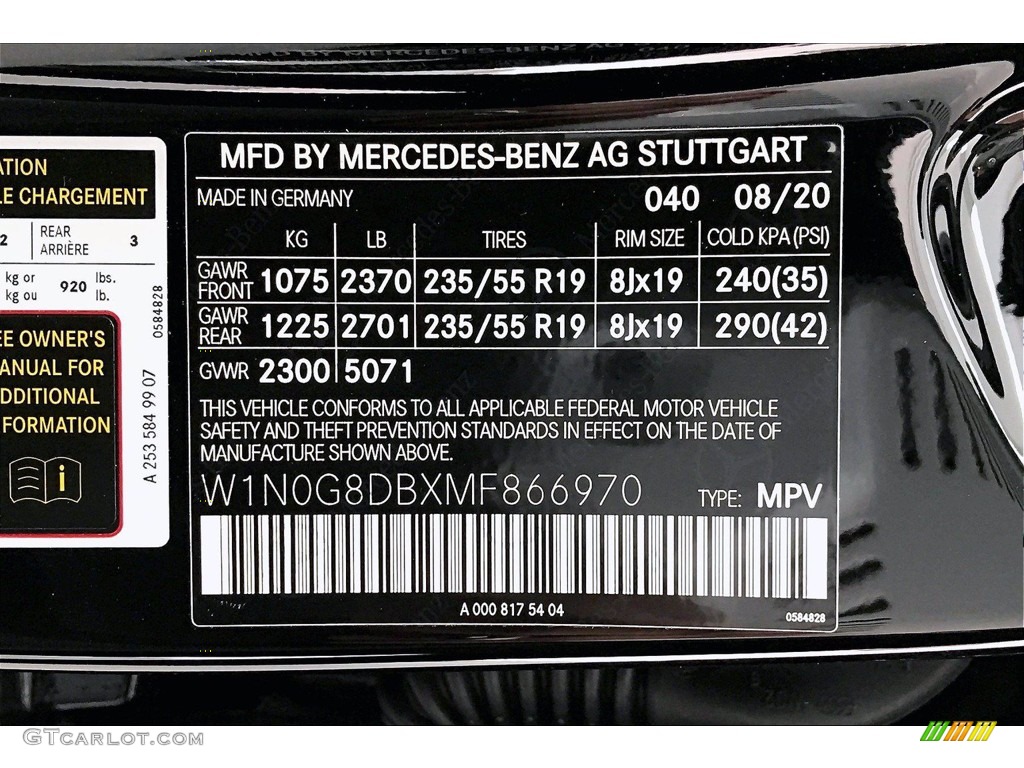 ATION
LE CHARGEMENT
2 REAR ARRIÈRE 3
kg or 920 lbs.
kg ou lb.
EE OWNER'S
ANUAL FOR
DDITIONAL
FORMATION
i
0584828
A 253 584 99 07
MFD BY MERCEDES-BENZ AG STUTTGART
MADE IN GERMANY 040 08/20
KG LB TIRES RIM SIZE COLD KPA (PSI)
GAWR FRONT 1075 2370 235/55 R19 8Jx19 240(35)
GAWR REAR 1225 2701 235/55 R19 8Jx19 290(42)
GVWR 2300 5071
THIS VEHICLE CONFORMS TO ALL APPLICABLE FEDERAL MOTOR VEHICLE
SAFETY AND THEFT PREVENTION STANDARDS IN EFFECT ON THE DATE OF
MANUFACTURE SHOWN ABOVE.
W1N0G8DBXMF866970 TYPE: MPV
A 000 817 54 04
0584828
GTCARLOT.COM